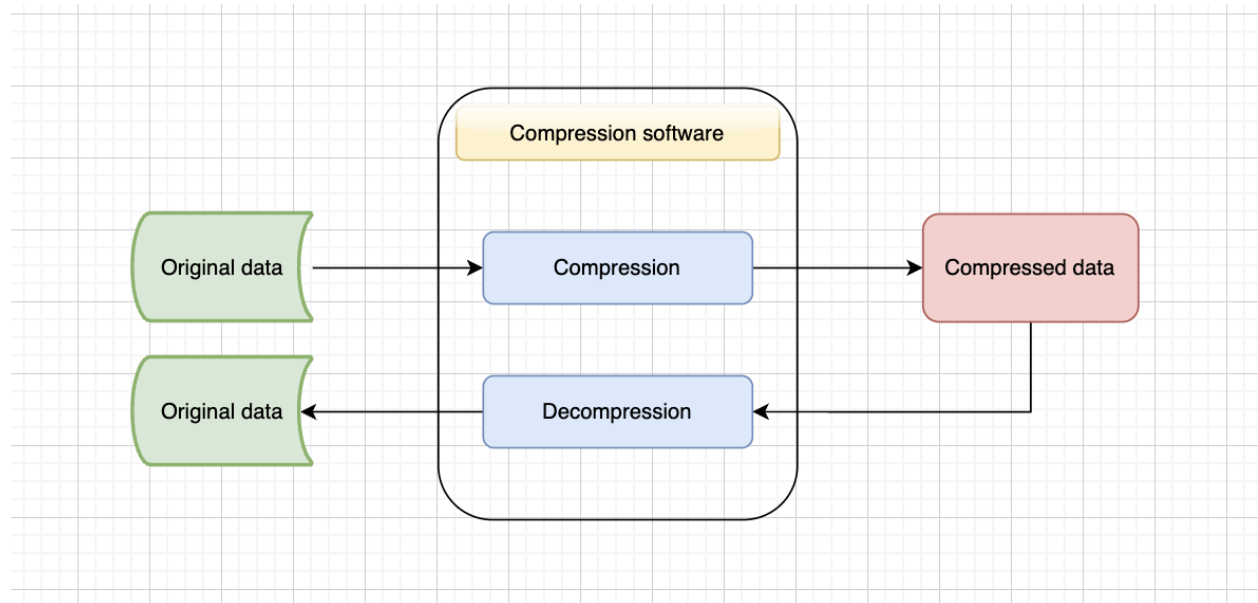 Compression software
Original data
Compression
Compressed data
Original data
Decompression